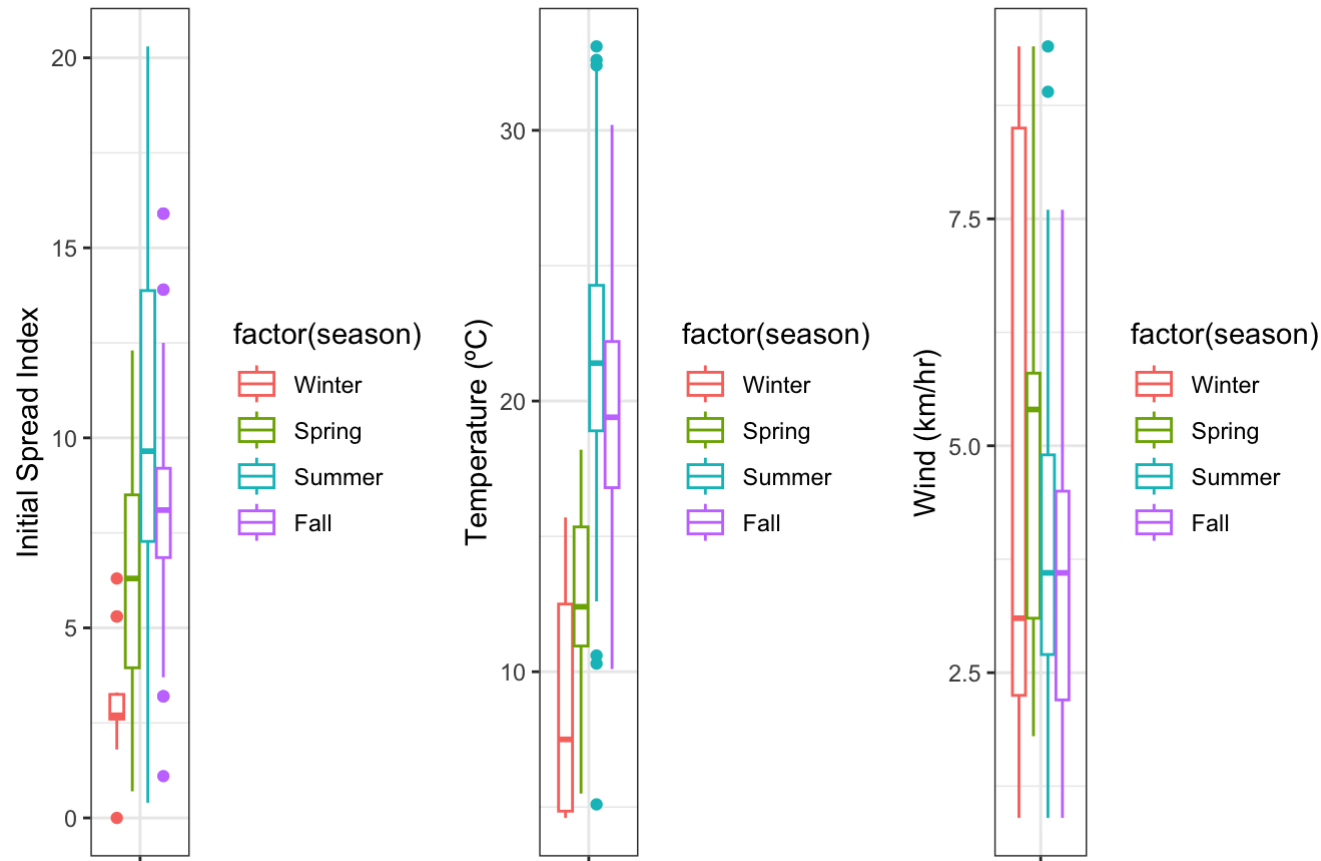 Initial Spread Index
20
15
10
5
0
factor(season)
Winter
Spring
Summer
Fall
Temperature (ºC)
30
20
10
factor(season)
Winter
Spring
Summer
Fall
Wind (km/hr)
7.5
5.0
2.5
factor(season)
Winter
Spring
Summer
Fall